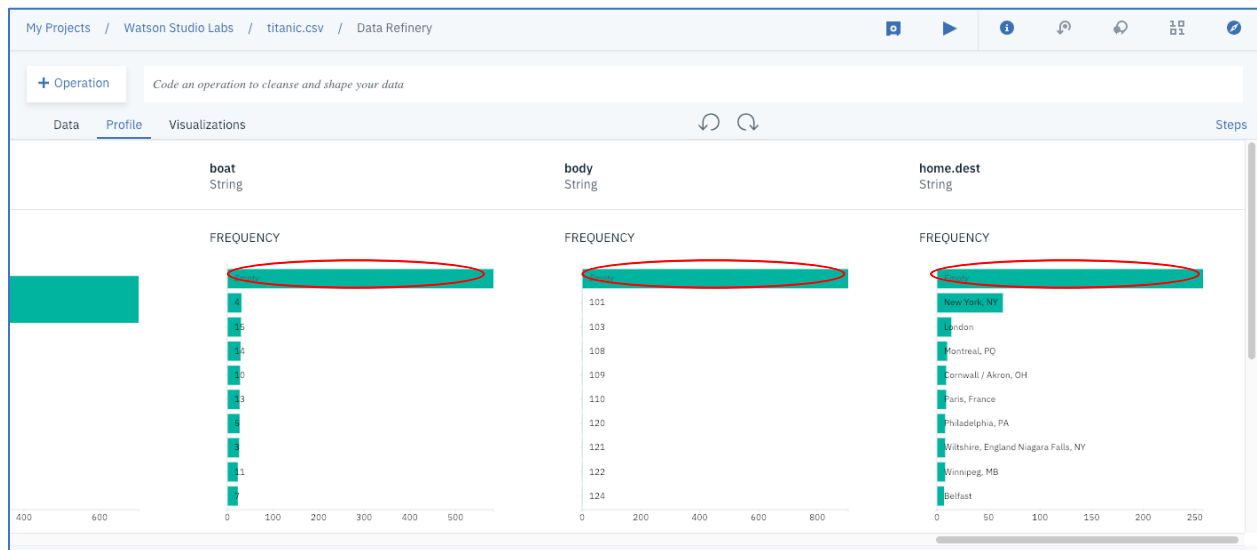 My Projects / Watson Studio Labs / titanic.csv / Data Refinery
+ Operation
Code an operation to cleanse and shape your data
Data Profile Visualizations
Steps
400 600
boat
String
FREQUENCY
Empty
4
15
14
10
13
5
3
11
7
0 100 200 300 400 500
body
String
FREQUENCY
101
103
108
109
110
120
121
122
124
0 200 400 600 800
home.dest
String
FREQUENCY
Empty
New York, NY
London
Montreal, PQ
Cornwall / Akron, OH
Paris, France
Philadelphia, PA
Wiltshire, England Niagara Falls, NY
Winnipeg, MB
Belfast
0 50 100 150 200 250